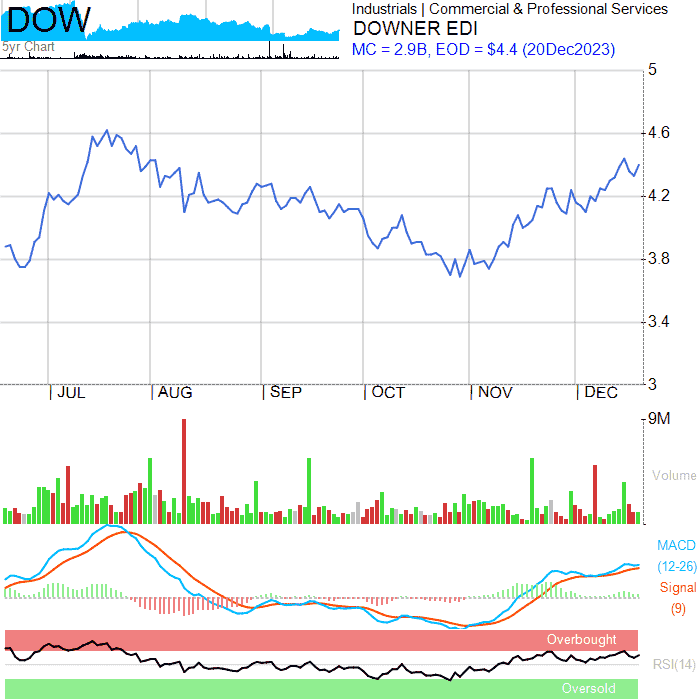 DOW
5yr Chart
Industrials | Commercial & Professional Services
DOWNER EDI
MC = 2.9B, EOD = $4.4 (20Dec2023)
5
4.6
4.2
3.8
3.4
3
| JUL
| AUG
| SEP
| OCT
| NOV
| DEC
9M
Volume
MACD
(12-26)
Signal
(9)
Overbought
RSI(14)
Oversold